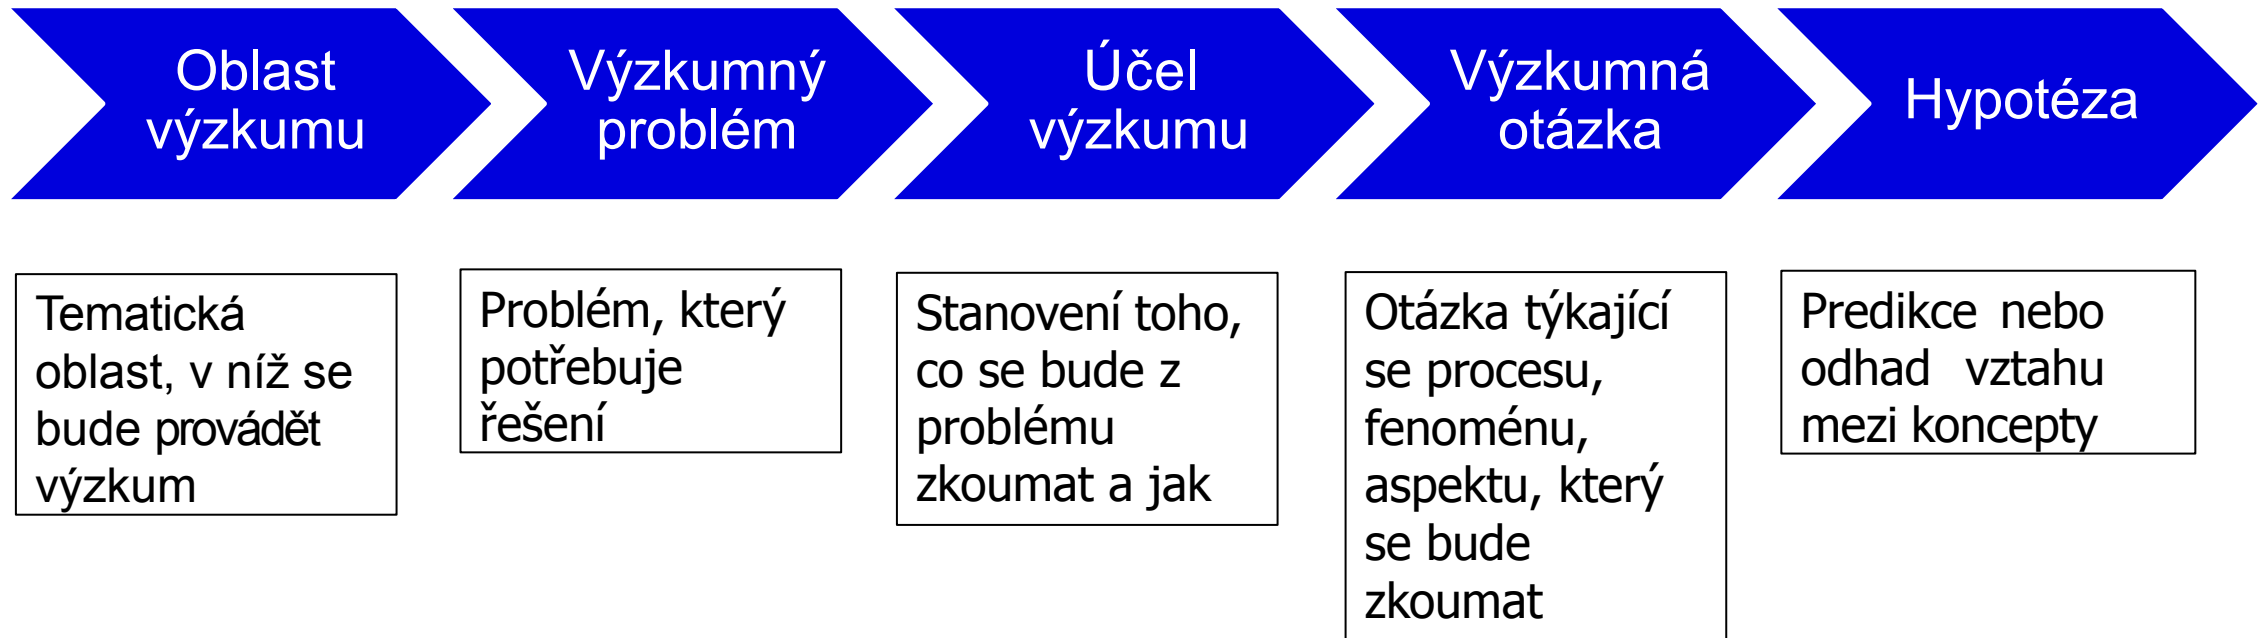 Oblast
výzkumu
Výzkumný
problém
Účel
výzkumu
Výzkumná
otázka
Hypotéza
Tematická
oblast, v níž se
bude provádět
výzkum
Problém, který
potřebuje
řešení
Stanovení toho,
co se bude z
problému
zkoumat a jak
Otázka týkající
se procesu,
fenoménu,
aspektu, který
se bude
zkoumat
Predikce nebo
odhad vztahu
mezi koncepty